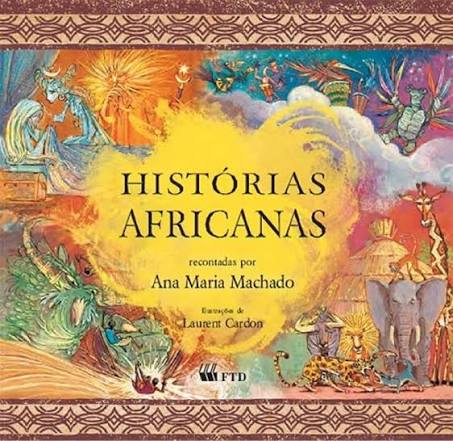 HISTÓRIAS
AFRICANAS
recontadas por
Ana Maria Machado
Ilustrações de
Laurent Cardon
FTD